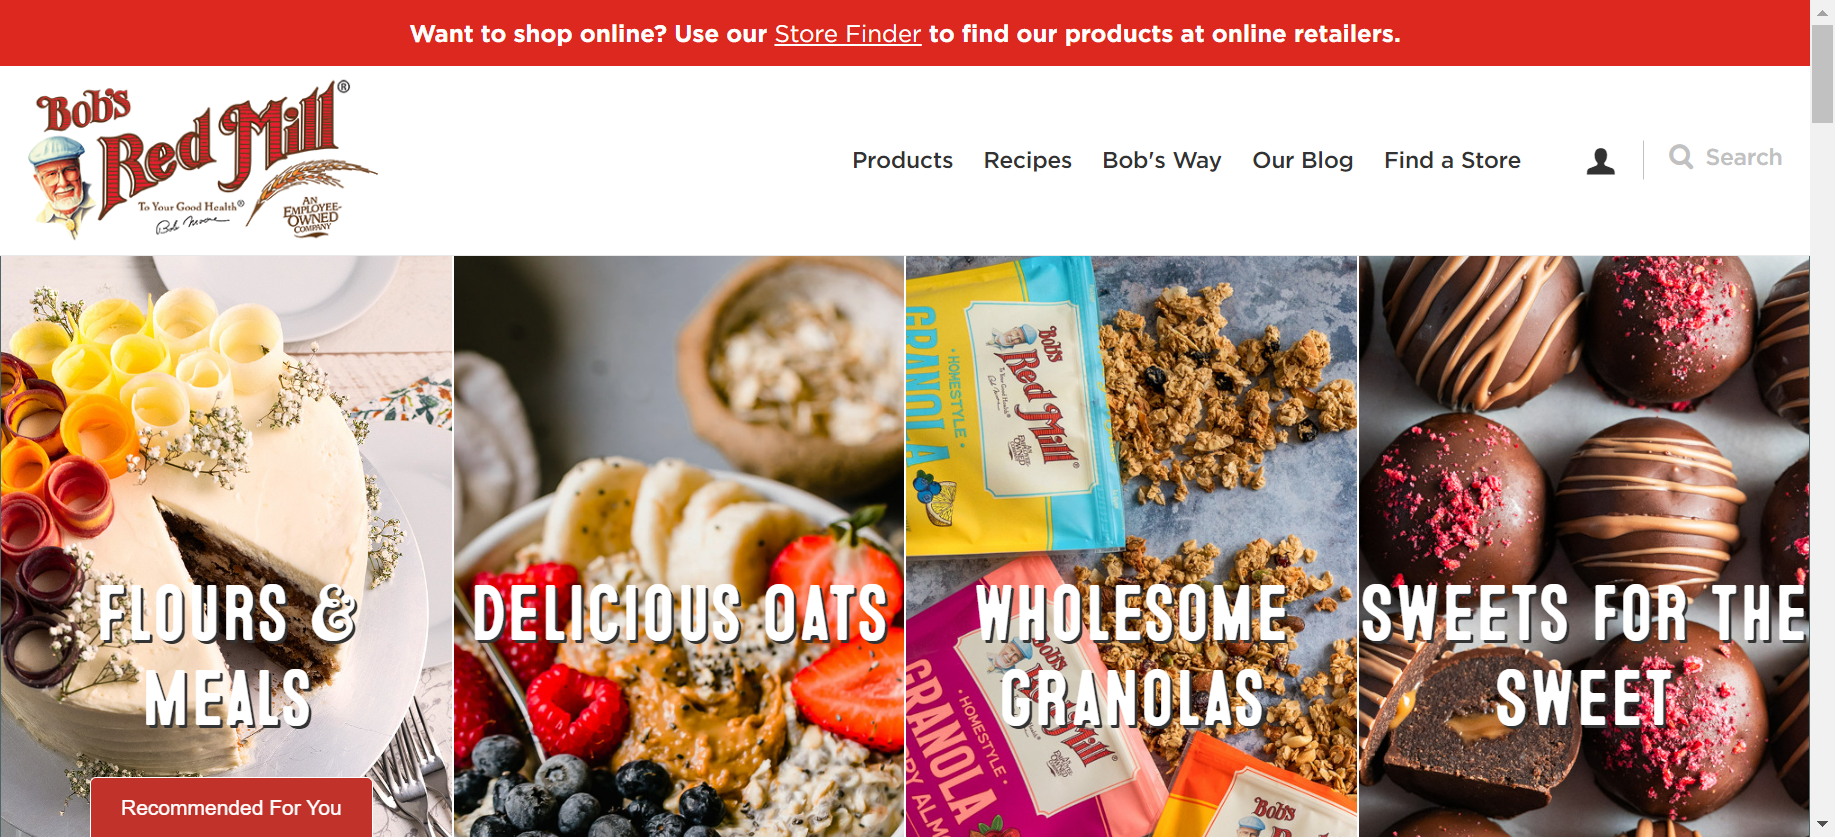 Want to shop online? Use our Store Finder to find our products at online retailers.
Bob's
Red Mill®
To Your Good Health®
Bob Moore
AN
EMPLOYEE-
OWNED
COMPANY
Products
Recipes
Bob's Way
Our Blog
Find a Store
Search
FLOURS &
MEALS
DELICIOUS OATS
GRANOLA
• HOMESTYLE •
Bob's
Red Mill®
WHOLESOME
GRANOLAS
GRANOLA
• HOMESTYLE •
Bob's
Red Mill®
Bob's
SWEETS FOR THE
SWEET
Recommended For You